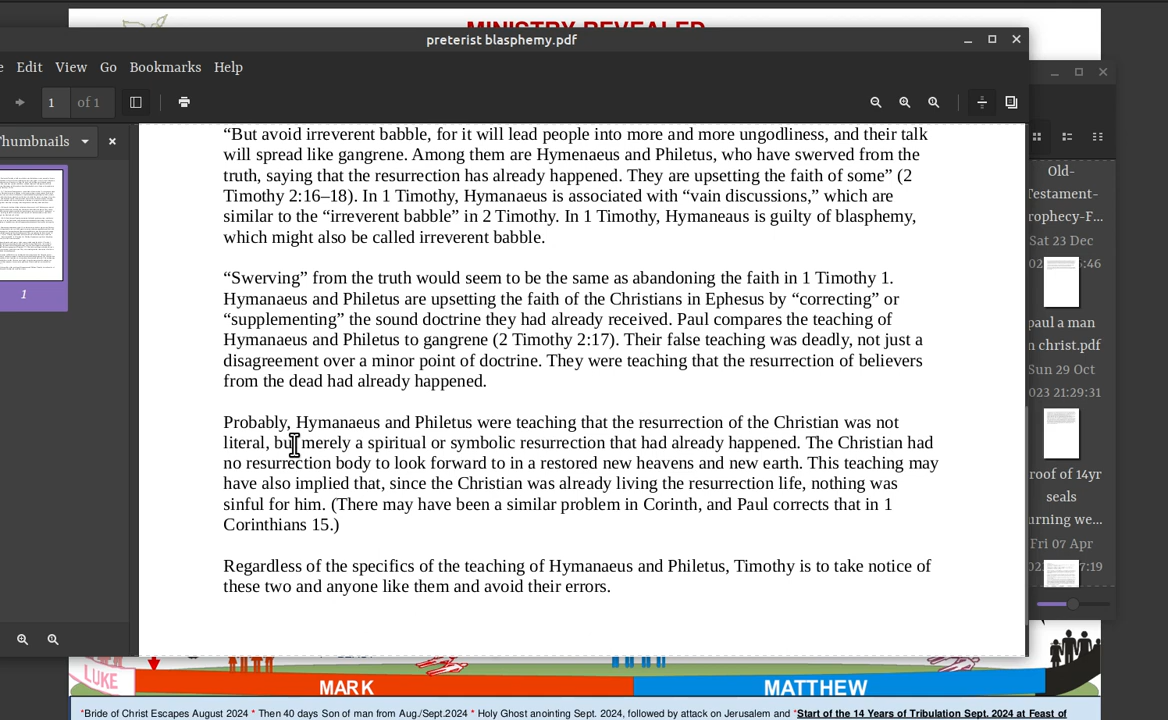 MINISTRY REVEALED
preterist blasphemy.pdf
Edit View Go Bookmarks Help
1 of 1
Thumbnails
1
“But avoid irreverent babble, for it will lead people into more and more ungodliness, and their talk
will spread like gangrene. Among them are Hymenaeus and Philetus, who have swerved from the
truth, saying that the resurrection has already happened. They are upsetting the faith of some” (2
Timothy 2:16–18). In 1 Timothy, Hymanaeus is associated with “vain discussions,” which are
similar to the “irreverent babble” in 2 Timothy. In 1 Timothy, Hymaneaus is guilty of blasphemy,
which might also be called irreverent babble.
“Swerving” from the truth would seem to be the same as abandoning the faith in 1 Timothy 1.
Hymanaeus and Philetus are upsetting the faith of the Christians in Ephesus by “correcting” or
“supplementing” the sound doctrine they had already received. Paul compares the teaching of
Hymanaeus and Philetus to gangrene (2 Timothy 2:17). Their false teaching was deadly, not just a
disagreement over a minor point of doctrine. They were teaching that the resurrection of believers
from the dead had already happened.
Probably, Hymanaeus and Philetus were teaching that the resurrection of the Christian was not
literal, but merely a spiritual or symbolic resurrection that had already happened. The Christian had
no resurrection body to look forward to in a restored new heavens and new earth. This teaching may
have also implied that, since the Christian was already living the resurrection life, nothing was
sinful for him. (There may have been a similar problem in Corinth, and Paul corrects that in 1
Corinthians 15.)
Regardless of the specifics of the teaching of Hymanaeus and Philetus, Timothy is to take notice of
these two and anyone like them and avoid their errors.
Old-
Testament-
rophecy-F...
Sat 23 Dec
:46
paul a man
n christ.pdf
Sun 29 Oct
023 21:29:31
roof of 14yr
seals
urning we...
Fri 07 Apr
7:19
LUKE
MARK
MATTHEW
*Bride of Christ Escapes August 2024 * Then 40 days Son of man from Aug./Sept.2024 * Holy Ghost anointing Sept. 2024, followed by attack on Jerusalem and *Start of the 14 Years of Tribulation Sept. 2024 at Feast of